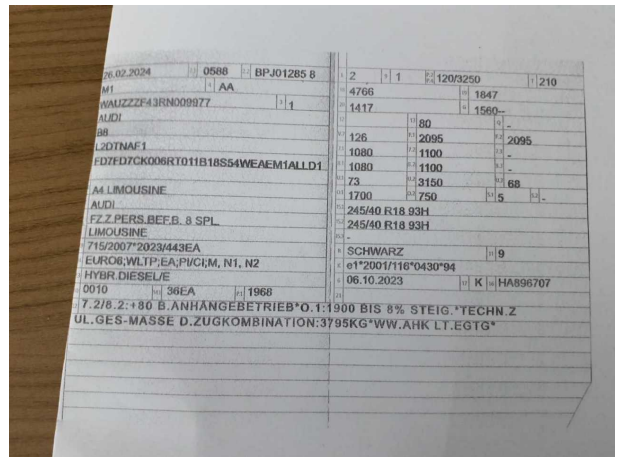 26.02.2024 0588 BPJ01285 8
M1 AA
WAUZZZF43RN009977 1
AUDI
B8
L2DTNAF1
FD7FD7CK006RT011B18S54WEAEM1ALLD1
A4 LIMOUSINE
AUDI
FZ.Z.PERS.BEF.B. 8 SPL.
LIMOUSINE
715/2007*2023/443EA
EURO6;WLTP;EA;PI/CI;M, N1, N2
HYBR.DIESEL/E
0010 36EA 1968
2 1 120/3250 210
4766 1847
1417 1560--
80 -
126 2095 2095
1080 1100 -
1080 1100 -
73 3150 68
1700 750 5 -
245/40 R18 93H
245/40 R18 93H
-
SCHWARZ 9
e1*2001/116*0430*94
06.10.2023 K HA896707
7.2/8.2:+80 B.ANHÄNGEBETRIEB*O.1:1900 BIS 8% STEIG.*TECHN.Z
UL.GES-MASSE D.ZUGKOMBINATION:3795KG*WW.AHK LT.EGTG*